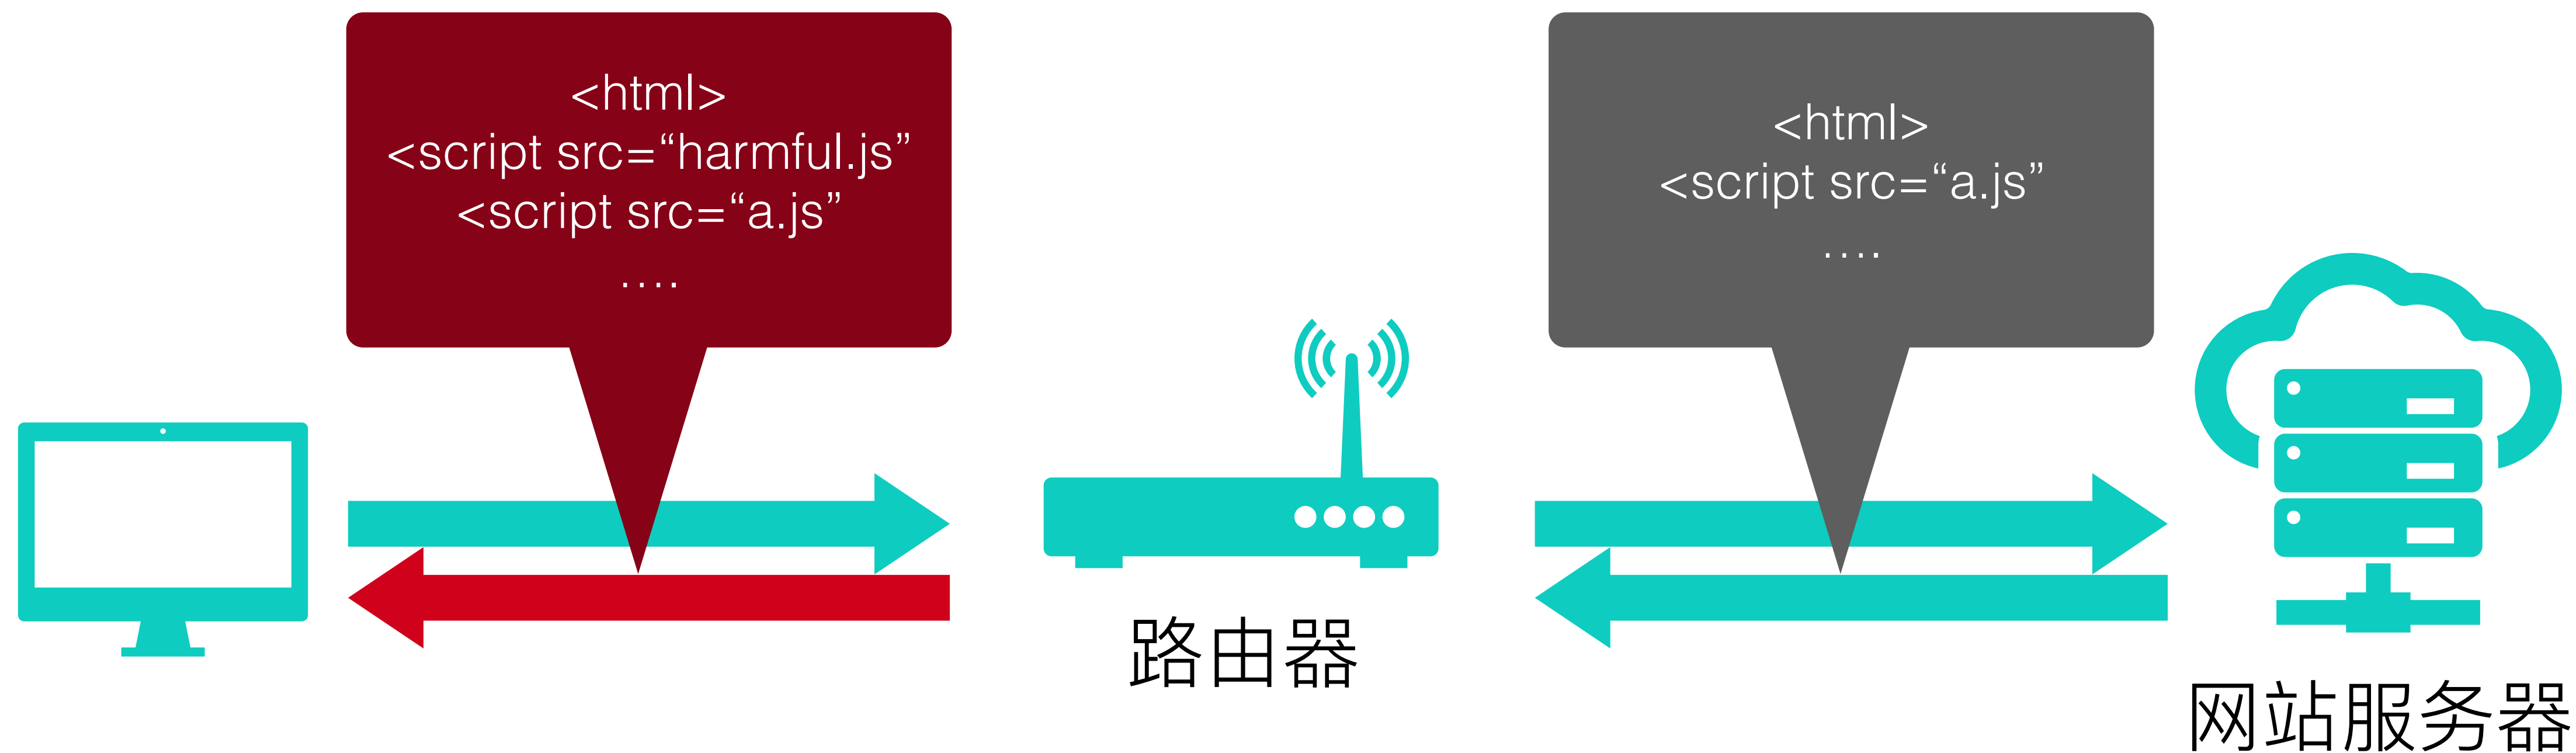 <html>
<script src=“harmful.js”
<script src=“a.js”
....
<html>
<script src=“a.js”
....
路由器
网站服务器